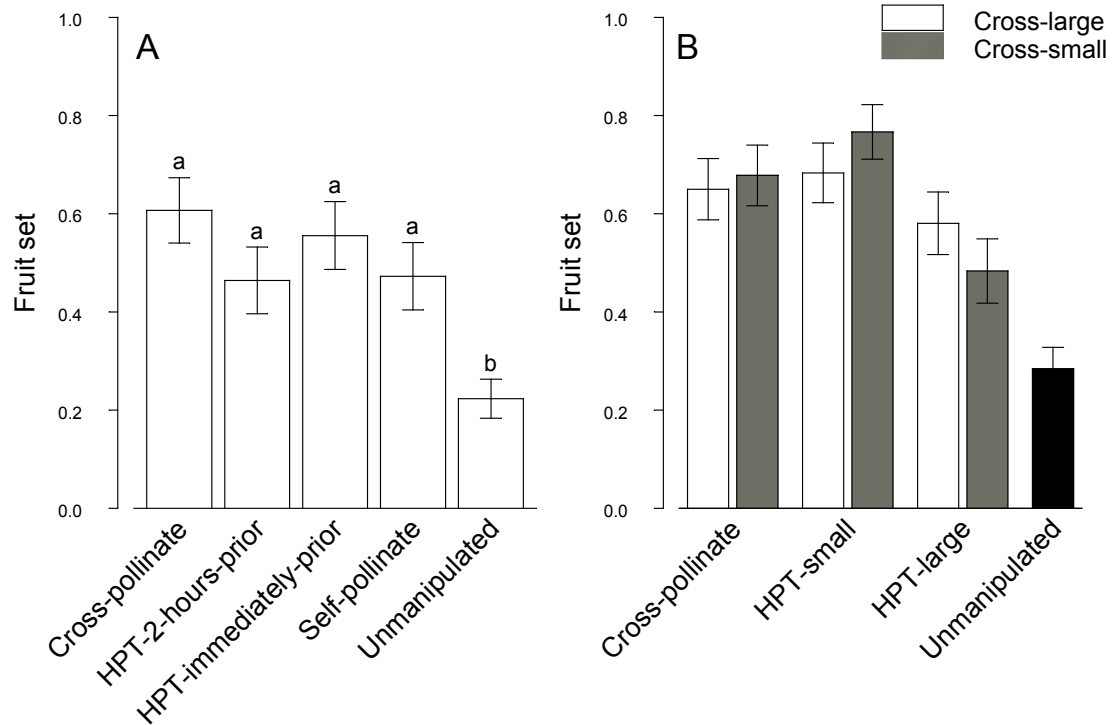 A
Fruit set
1.0
0.8
0.6
0.4
0.2
0.0
a
a
a
a
b
Cross-pollinate
HPT-2-hours-prior
HPT-immediately-prior
Self-pollinate
Unmanipulated
B
Cross-large
Cross-small
Fruit set
1.0
0.8
0.6
0.4
0.2
0.0
Cross-pollinate
HPT-small
HPT-large
Unmanipulated